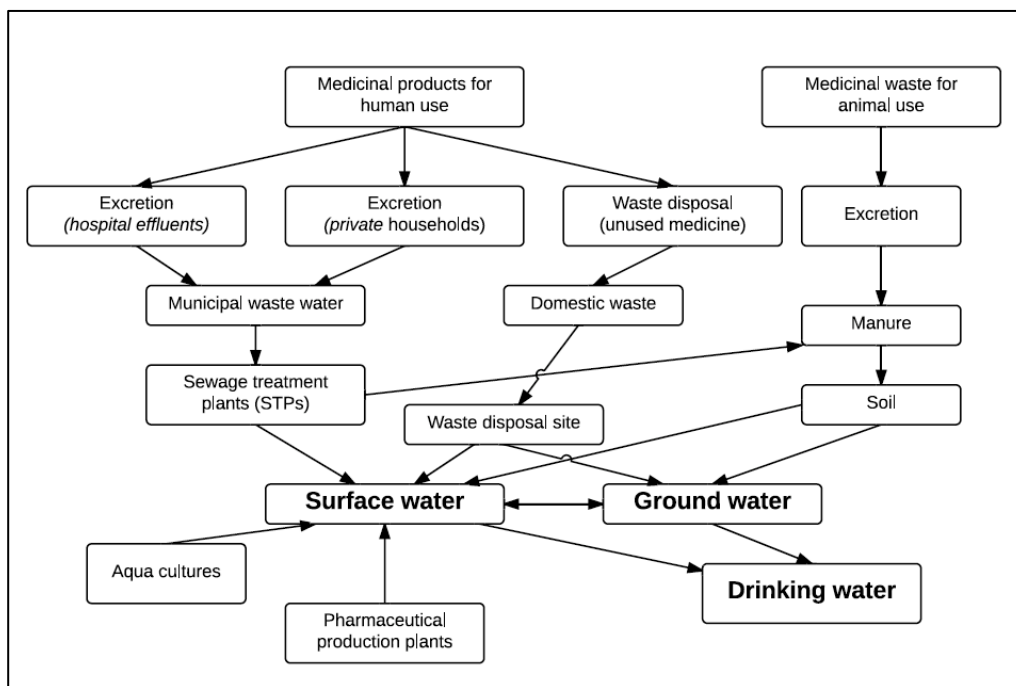 Medicinal products for
human use
Medicinal waste for
animal use
Excretion
(hospital effluents)
Excretion
(private households)
Waste disposal
(unused medicine)
Excretion
Municipal waste water
Domestic waste
Manure
Sewage treatment
plants (STPs)
Waste disposal site
Soil
Surface water
Ground water
Aqua cultures
Drinking water
Pharmaceutical
production plants